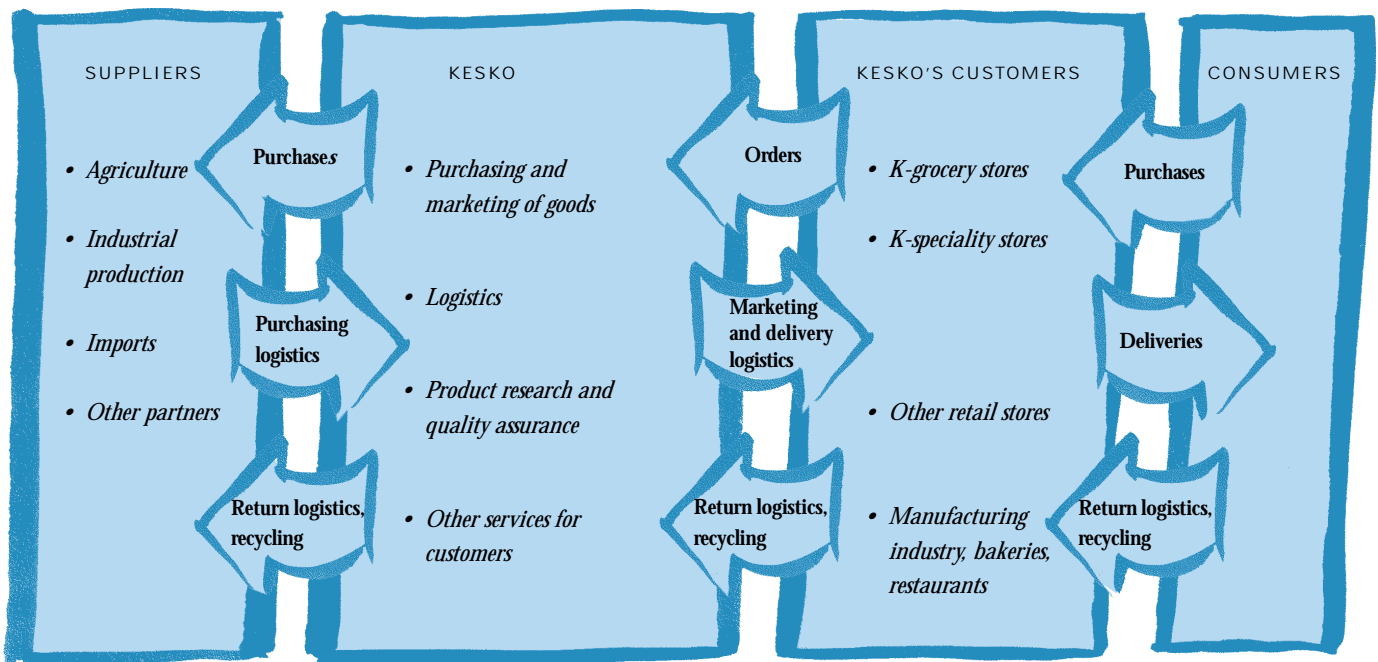 SUPPLIERS
• Agriculture
• Industrial
production
• Imports
• Other partners
Purchases
Purchasing
logistics
Return logistics,
recycling
KESKO
• Purchasing and
marketing of goods
• Logistics
• Product research and
quality assurance
• Other services for
customers
Orders
Marketing
and delivery
logistics
Return logistics,
recycling
KESKO'S CUSTOMERS
• K-grocery stores
• K-speciality stores
• Other retail stores
• Manufacturing
industry, bakeries,
restaurants
Purchases
Deliveries
Return logistics,
recycling
CONSUMERS